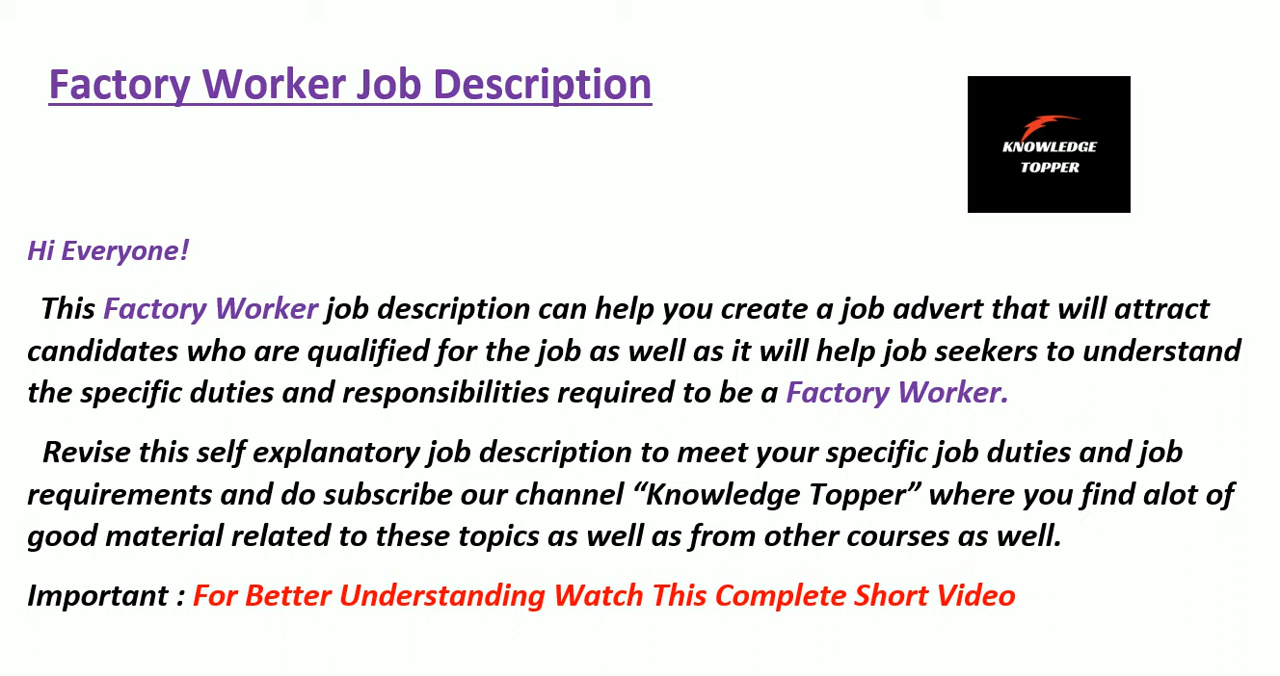 Factory Worker Job Description
KNOWLEDGE
TOPPER
Hi Everyone!
This Factory Worker job description can help you create a job advert that will attract
candidates who are qualified for the job as well as it will help job seekers to understand
the specific duties and responsibilities required to be a Factory Worker.
Revise this self explanatory job description to meet your specific job duties and job
requirements and do subscribe our channel “Knowledge Topper” where you find alot of
good material related to these topics as well as from other courses as well.
Important : For Better Understanding Watch This Complete Short Video